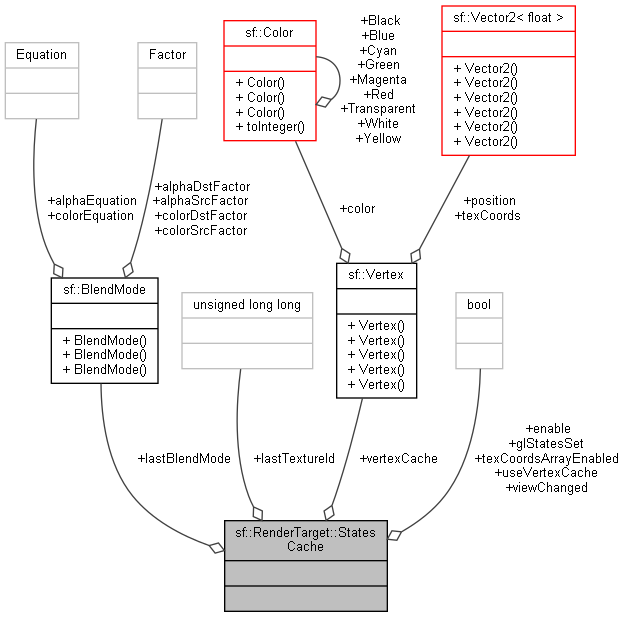 sf::Color
+ Color()
+ Color()
+ Color()
+ toInteger()
+Black
+Blue
+Cyan
+Green
+Magenta
+Red
+Transparent
+White
+Yellow
sf::Vector2< float >
+ Vector2()
+ Vector2()
+ Vector2()
+ Vector2()
+ Vector2()
+ Vector2()
Equation
Factor
+alphaEquation
+colorEquation
+alphaDstFactor
+alphaSrcFactor
+colorDstFactor
+colorSrcFactor
+color
+position
+texCoords
sf::BlendMode
+ BlendMode()
+ BlendMode()
+ BlendMode()
unsigned long long
sf::Vertex
+ Vertex()
+ Vertex()
+ Vertex()
+ Vertex()
+ Vertex()
bool
+lastBlendMode
+lastTextureId
+vertexCache
+enable
+glStatesSet
+texCoordsArrayEnabled
+useVertexCache
+viewChanged
sf::RenderTarget::States
Cache